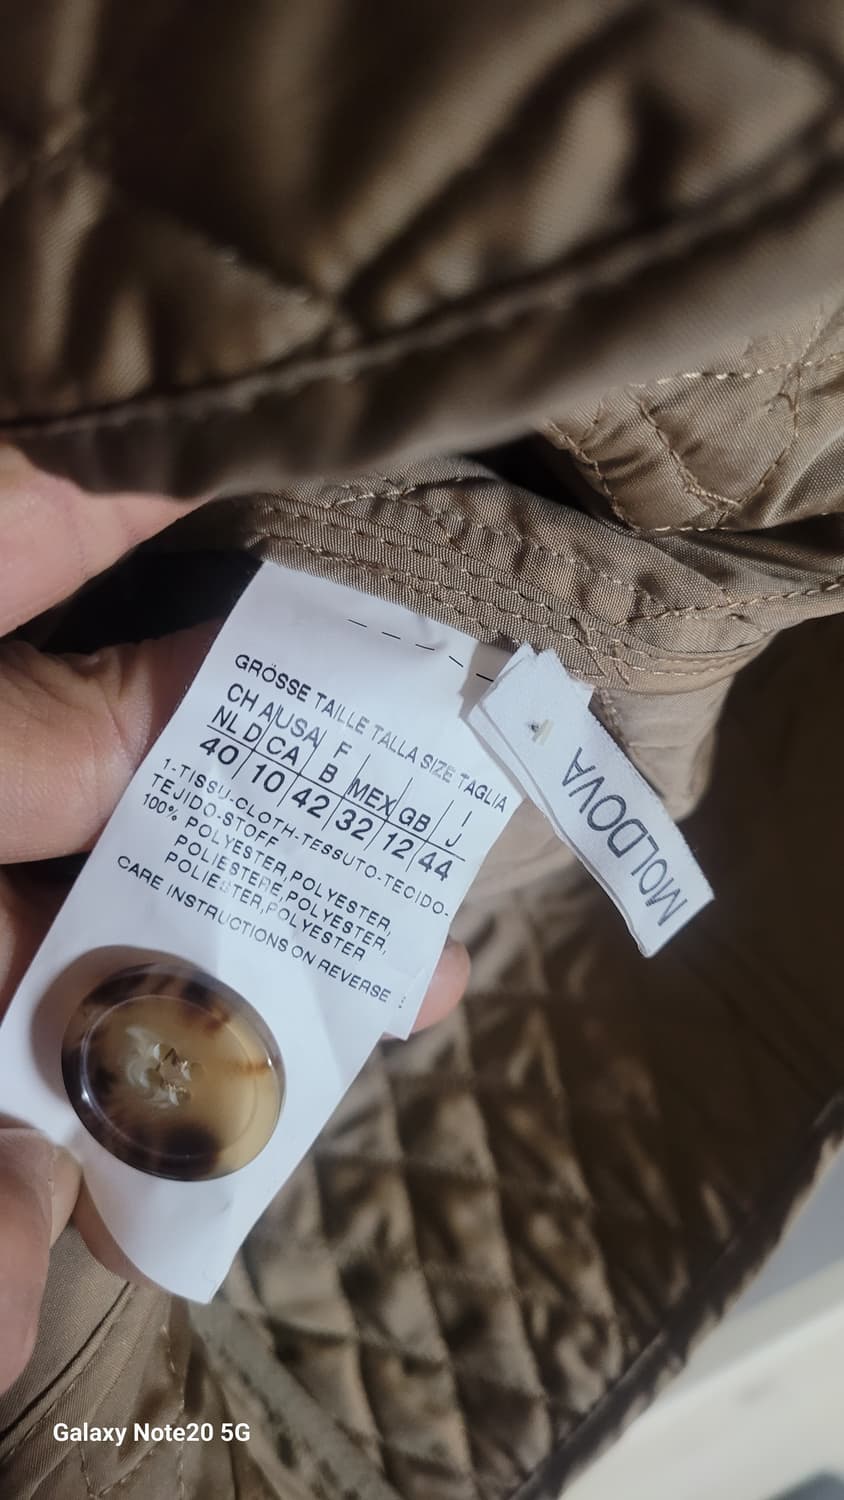 GRÖSSE TAILLE TALLA SIZE TAGLIA
CH A USA F I
NL D CA B MEX GB J
40 10 42 32 12 44
1-TISSU-CLOTH-TESSUTO-TECIDO-
TEJIDO-STOFF
100% POLYESTER,POLYESTER,
POLIESTERE,POLYESTER,
POLIESTER,POLYESTER
CARE INSTRUCTIONS ON REVERSE
MOLDOVA
Galaxy Note20 5G